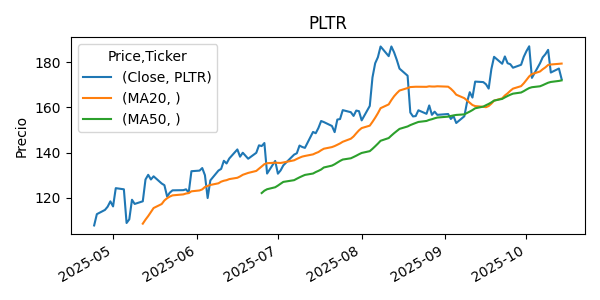 PLTR
Price,Ticker
(Close, PLTR)
(MA20, )
(MA50, )
Precio
180
160
140
120
2025-05
2025-06
2025-07
2025-08
2025-09
2025-10